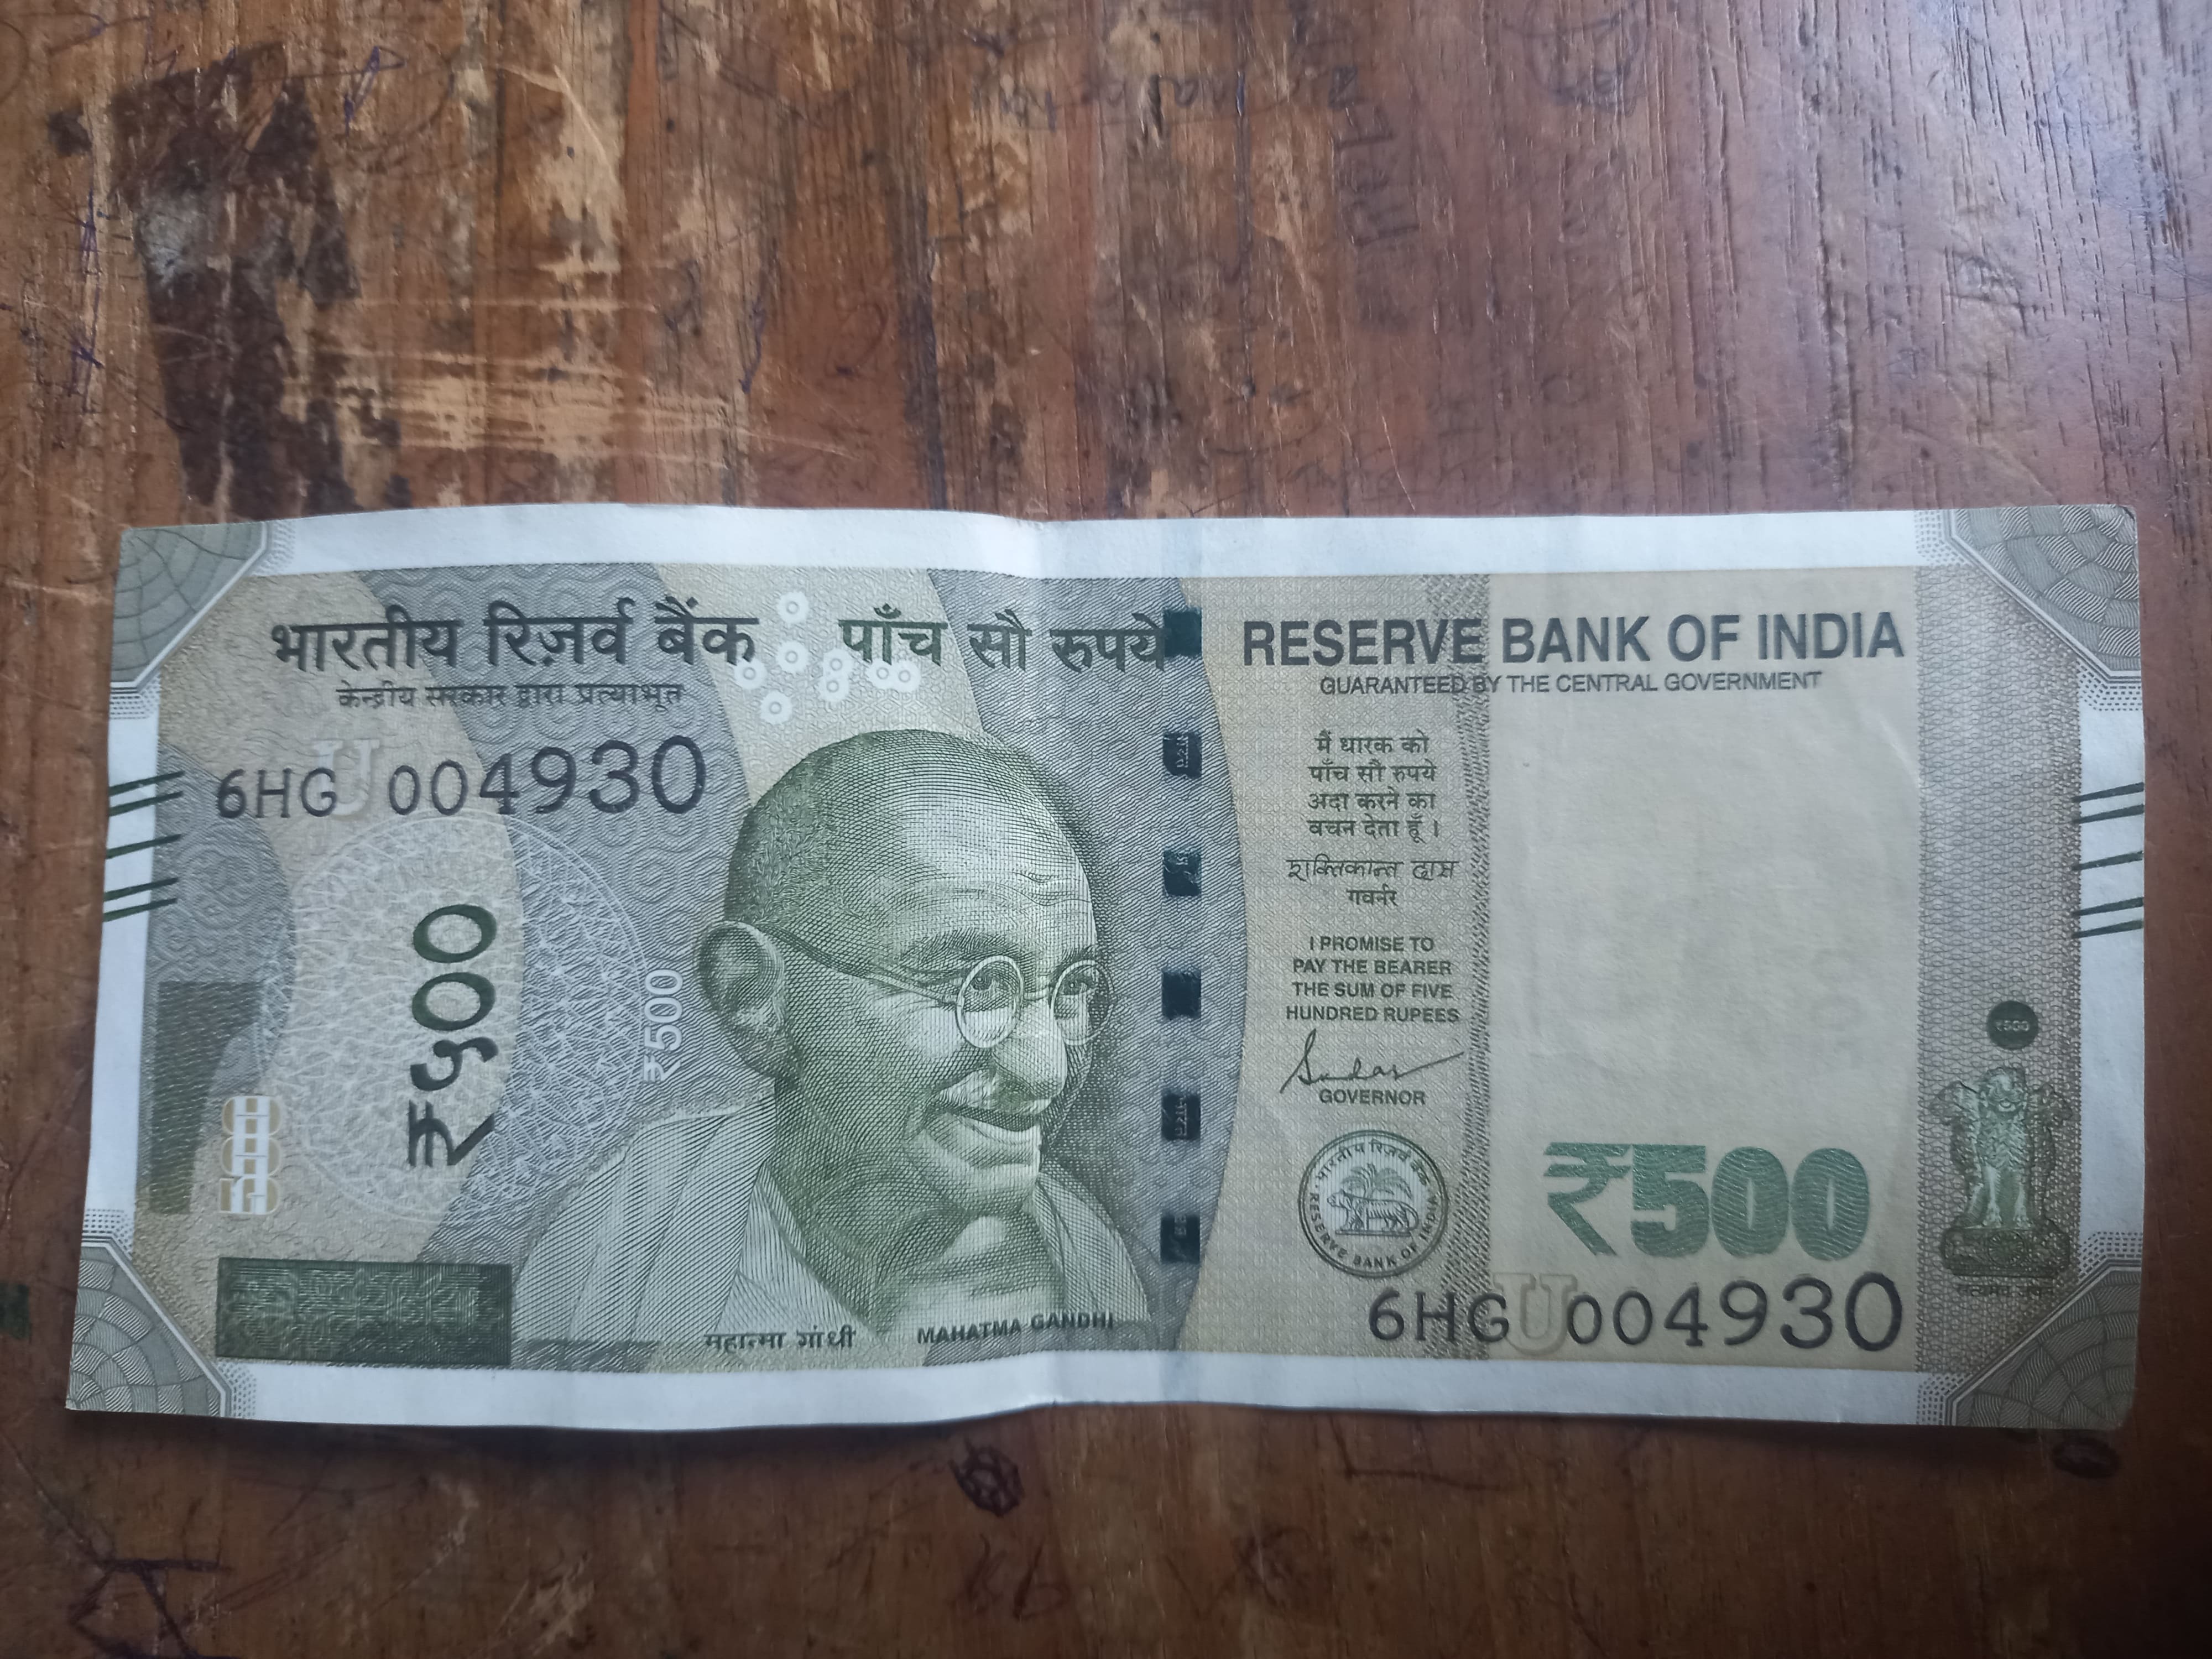 भारतीय रिज़र्व बैंक पाँच सौ रुपये
केन्द्रीय सरकार द्वारा प्रत्याभूत
U
6HG 004930
₹५००
₹500
महात्मा गांधी MAHATMA GANDHI
RESERVE BANK OF INDIA
GUARANTEED BY THE CENTRAL GOVERNMENT
मैं धारक को
पाँच सौ रुपये
अदा करने का
वचन देता हूँ ।
शक्तिकान्त दास
गवर्नर
I PROMISE TO
PAY THE BEARER
THE SUM OF FIVE
HUNDRED RUPEES
GOVERNOR
भारतीय रिज़र्व बैंक
RESERVE BANK OF INDIA
₹500
₹500
सत्यमेव जयते
U
6HG 004930